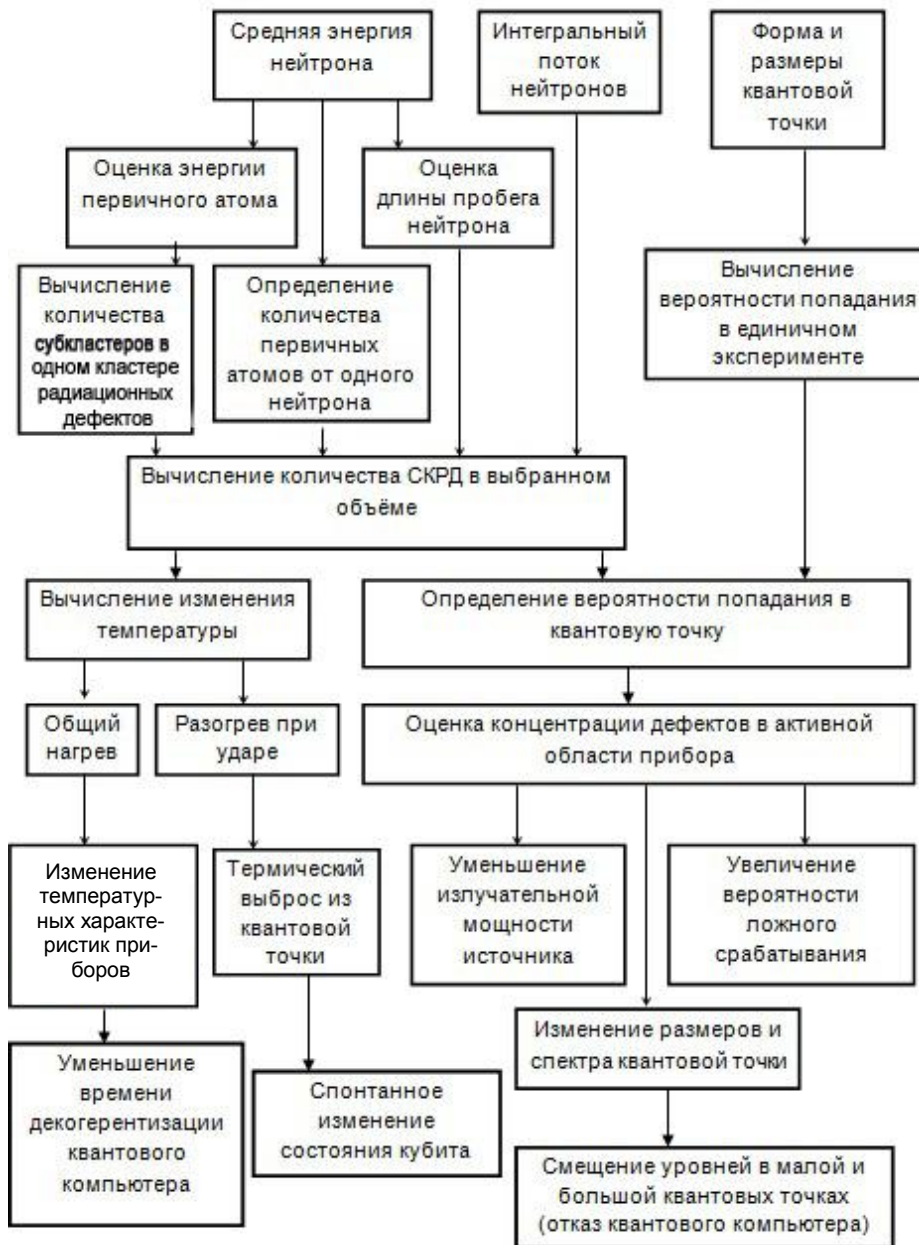 Средняя энергия
нейтрона
Интегральный
поток
нейтронов
Форма и
размеры
квантовой
точки
Оценка энергии
первичного атома
Оценка
длины пробега
нейтрона
Вычисление
количества
субкластеров в
одном кластере
радиационных
дефектов
Определение
количества
первичных
атомов от одного
нейтрона
Вычисление
вероятности попадания
в единичном
эксперименте
Вычисление количества СКРД в выбранном
объёме
Вычисление изменения
температуры
Определение вероятности попадания в
квантовую точку
Общий
нагрев
Разогрев при
ударе
Оценка концентрации дефектов в активной
области прибора
Изменение
температур-
ных характе-
ристик при-
боров
Термический
выброс из
квантовой
точки
Уменьшение
излучательной
мощности
источника
Увеличение
вероятности
ложного
срабатывания
Изменение размеров и
спектра квантовой точки
Уменьшение
времени
декогерентизации
квантового
компьютера
Спонтанное
изменение
состояния кубита
Смещение уровней в малой и
большой квантовых точках
(отказ квантового компьютера)